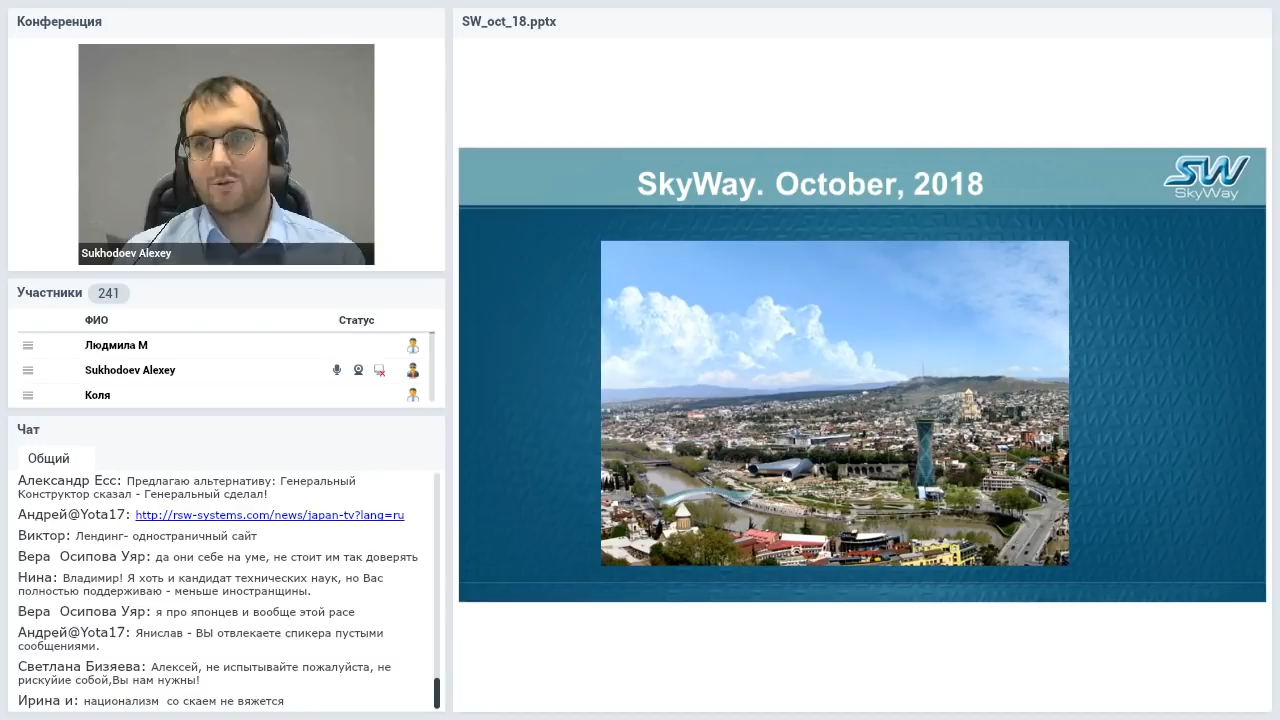 Конференция
Sukhodoev Alexey
Участники 241
ФИО Статус
Людмила М
Sukhodoev Alexey
Коля
Чат
Общий
Александр Есс: Предлагаю альтернативу: Генеральный
Конструктор сказал - Генеральный сделал!
Андрей@Yota17: http://rsw-systems.com/news/japan-tv?lang=ru
Виктор: Лендинг- одностраничный сайт
Вера Осипова Уяр: да они себе на уме, не стоит им так доверять
Нина: Владимир! Я хоть и кандидат технических наук, но Вас
полностью поддерживаю - меньше иностранщины.
Вера Осипова Уяр: я про японцев и вообще этой расе
Андрей@Yota17: Янислав - ВЫ отвлекаете спикера пустыми
сообщениями.
Светлана Бизяева: Алексей, не испытывайте пожалуйста, не
рискуйие собой,Вы нам нужны!
Ирина и: национализм со скаем не вяжется
SW_oct_18.pptx
SkyWay. October, 2018
SW
SkyWay